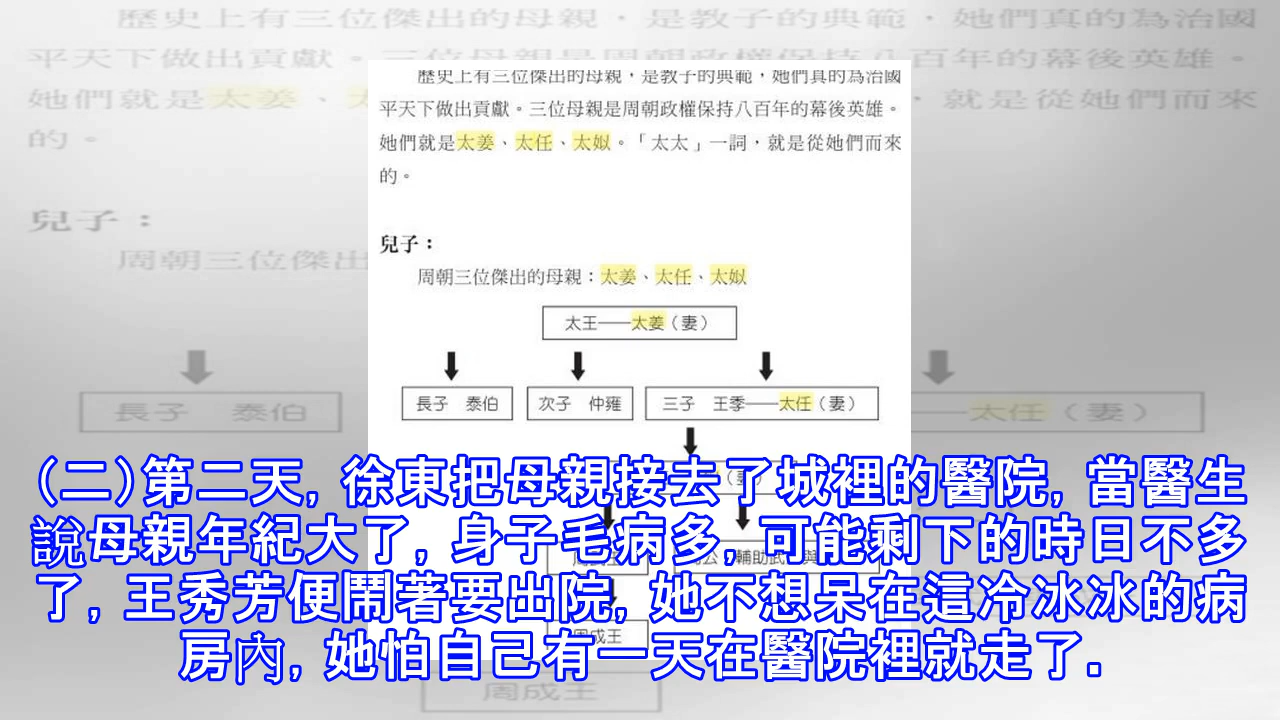 歷史上有三位傑出的母親，是教子的典範，她們真的為治國
平天下做出貢獻。三位母親是周朝政權保持八百年的幕後英雄。
她們就是太姜、太任、太姒。「太太」一詞，就是從她們而來
的。
兒子：
周朝三位傑出的母親：太姜、太任、太姒
太王——太姜（妻）
長子　泰伯
次子　仲雍
三子　王季——太任（妻）
(二)第二天, 徐東把母親接去了城裡的醫院, 當醫生
說母親年紀大了, 身子毛病多, 可能剩下的時日不多
了, 王秀芳便鬧著要出院, 她不想呆在這冷冰冰的病
房內, 她怕自己有一天在醫院裡就走了.
周成王